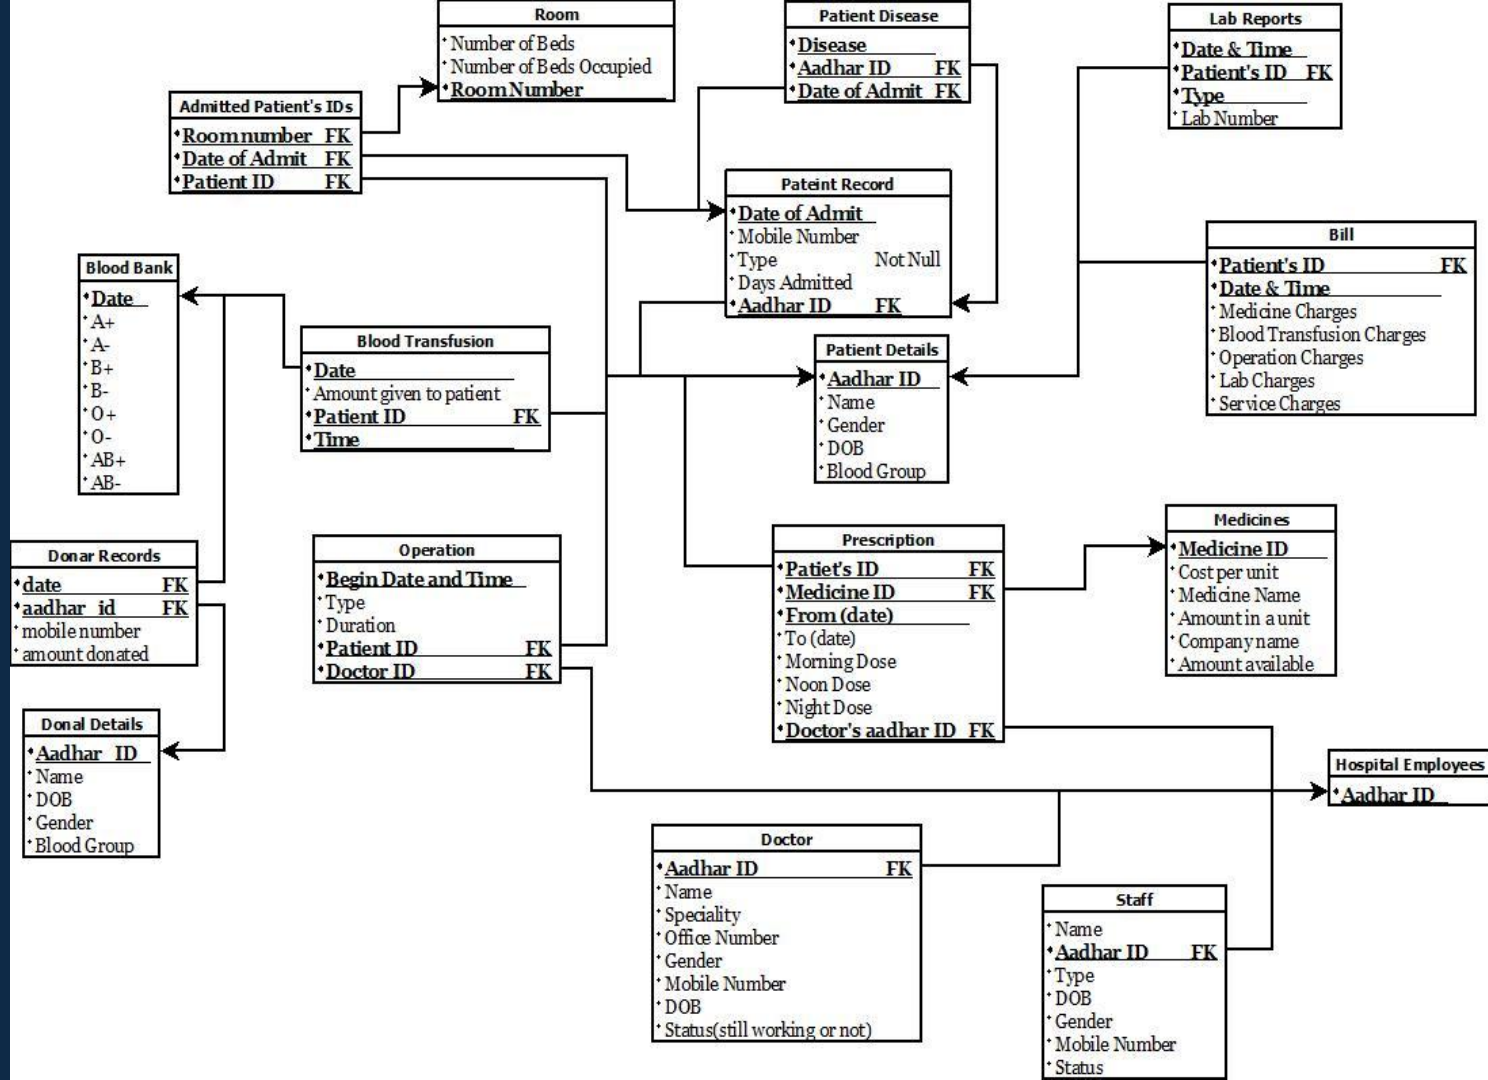 Room
Number of Beds
Number of Beds Occupied
Room Number
Patient Disease
Disease
Aadhar ID FK
Date of Admit FK
Lab Reports
Date & Time
Patient's ID FK
Type
Lab Number
Admitted Patient's IDs
Room number FK
Date of Admit FK
Patient ID FK
Pateint Record
Date of Admit
Mobile Number
Type Not Null
Days Admitted
Aadhar ID FK
Bill
Patient's ID FK
Date & Time
Medicine Charges
Blood Transfusion Charges
Operation Charges
Lab Charges
Service Charges
Blood Bank
Date
A+
A-
B+
B-
O+
O-
AB+
AB-
Blood Transfusion
Date
Amount given to patient
Patient ID FK
Time
Patient Details
Aadhar ID
Name
Gender
DOB
Blood Group
Donar Records
date FK
aadhar_id FK
mobile number
amount donated
Operation
Begin Date and Time
Type
Duration
Patient ID FK
Doctor ID FK
Prescription
Patiet's ID FK
Medicine ID FK
From (date)
To (date)
Morning Dose
Noon Dose
Night Dose
Doctor's aadhar ID FK
Medicines
Medicine ID
Cost per unit
Medicine Name
Amount in a unit
Company name
Amount available
Donal Details
Aadhar_ID
Name
DOB
Gender
Blood Group
Hospital Employees
Aadhar ID
Doctor
Aadhar ID FK
Name
Speciality
Office Number
Gender
Mobile Number
DOB
Status(still working or not)
Staff
Name
Aadhar ID FK
Type
DOB
Gender
Mobile Number
Status